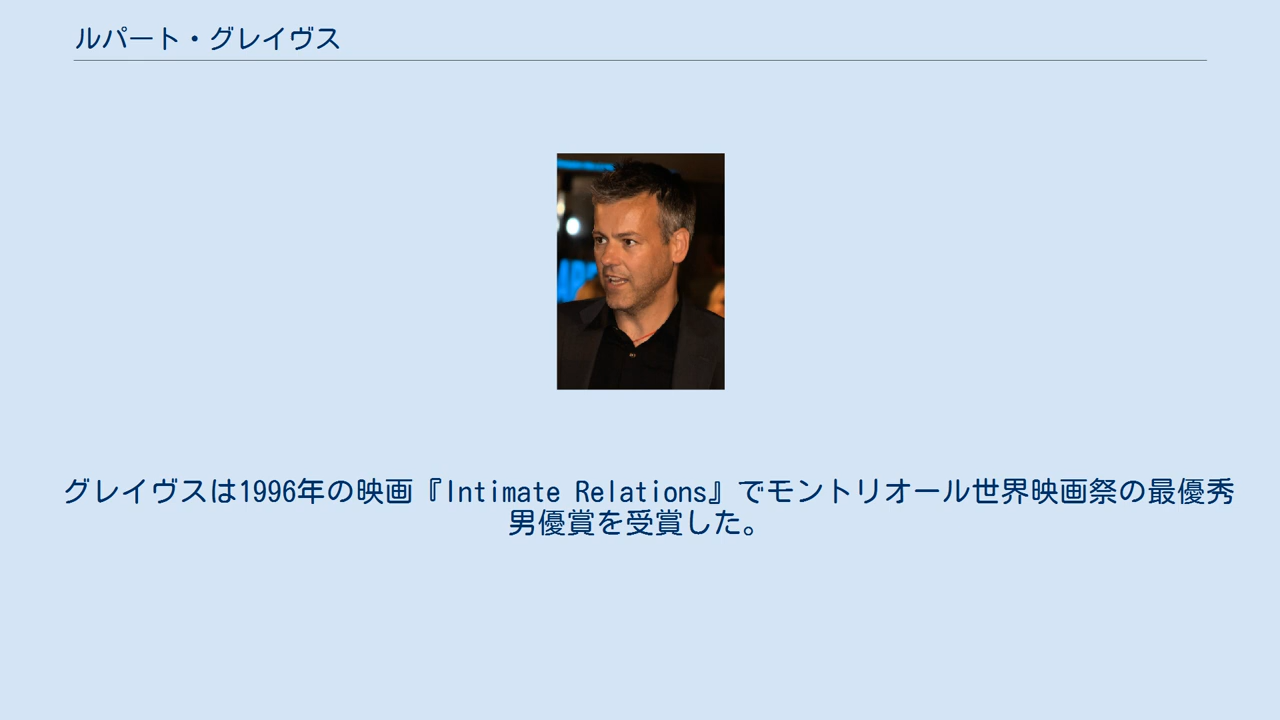 ルパート・グレイヴス
グレイヴスは1996年の映画『Intimate Relations』でモントリオール世界映画祭の最優秀
男優賞を受賞した。